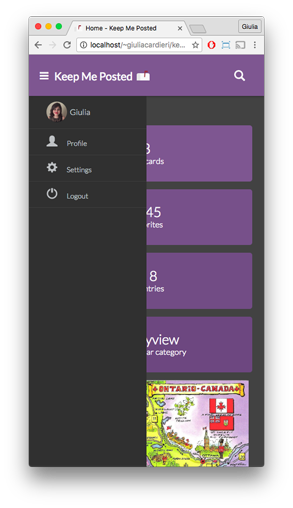 Home - Keep Me Posted
Giulia
localhost/~giuliacardieri/ke...
Keep Me Posted
Giulia
Profile
Settings
Logout
3
cards
45
rites
8
ntries
yview
ar category
ONTARIO-CANADA